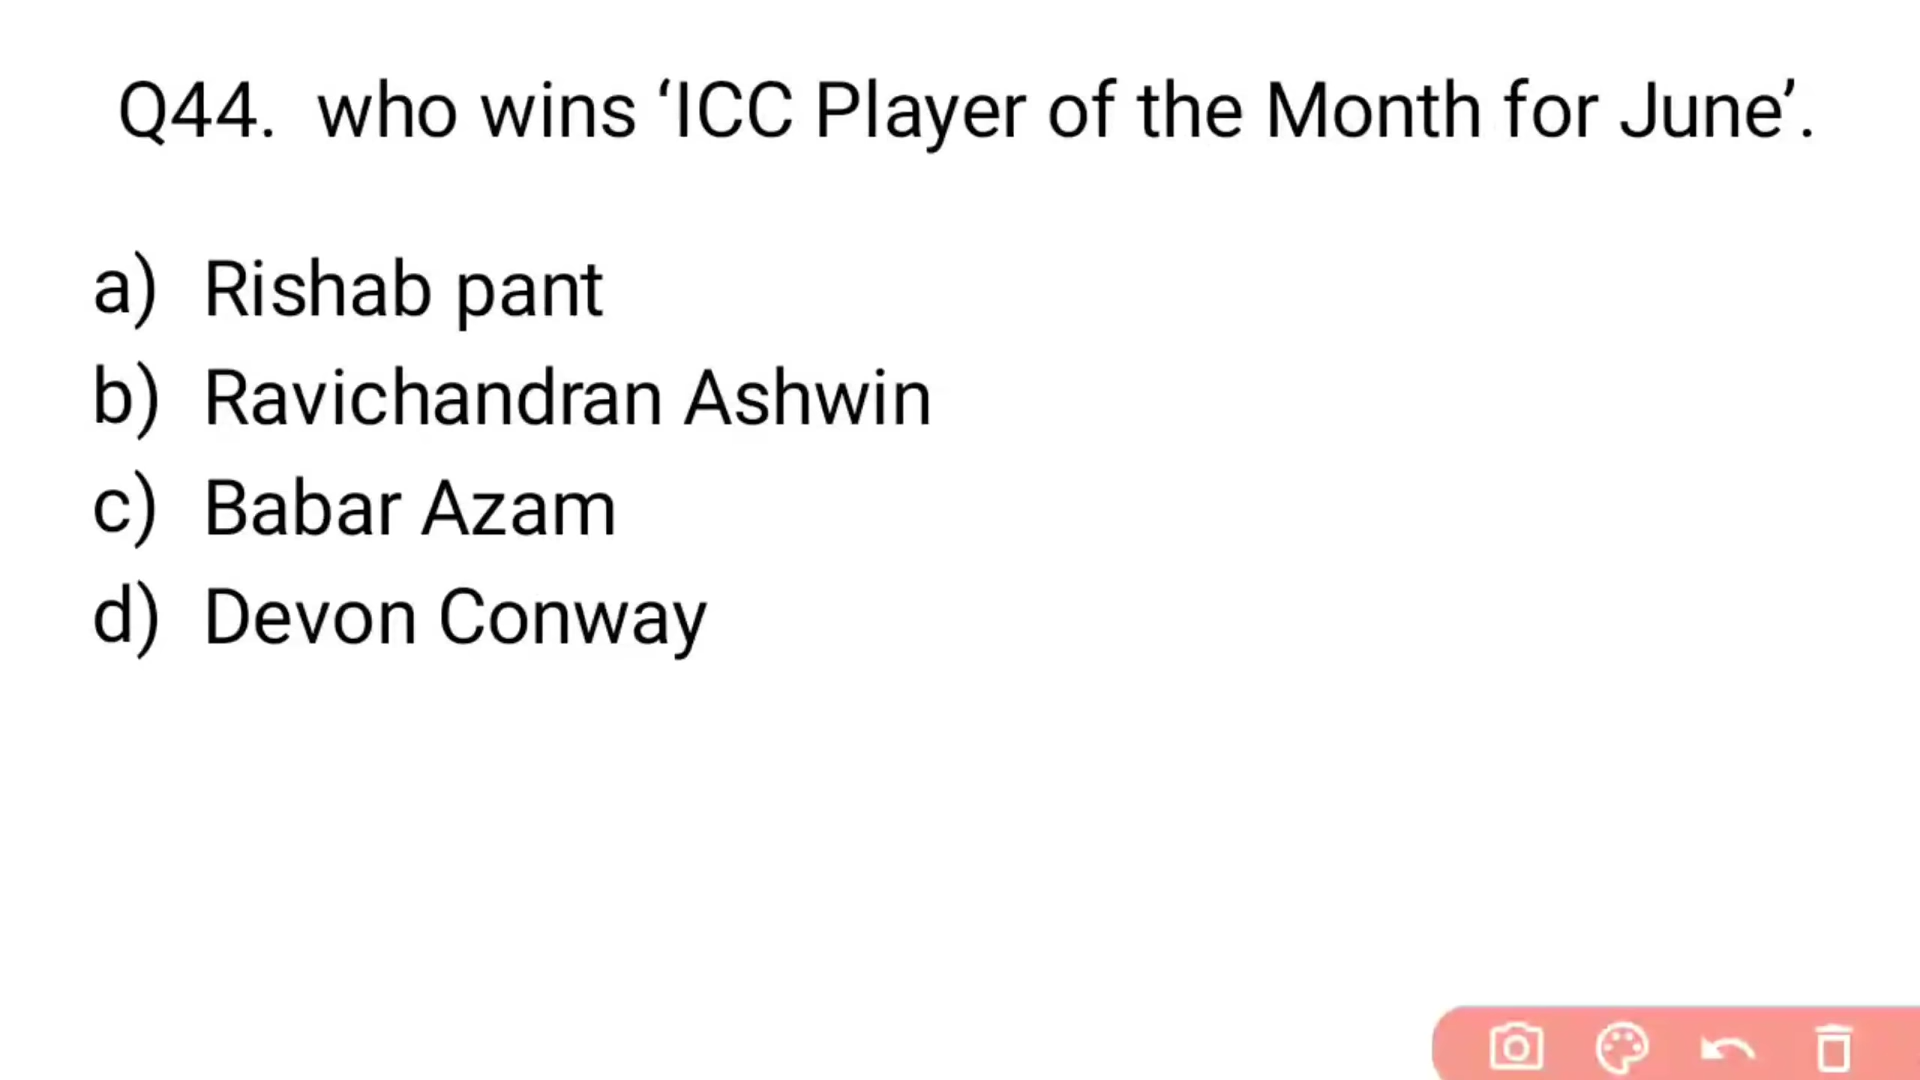 Q44. who wins ‘ICC Player of the Month for June’.
a) Rishab pant
b) Ravichandran Ashwin
c) Babar Azam
d) Devon Conway